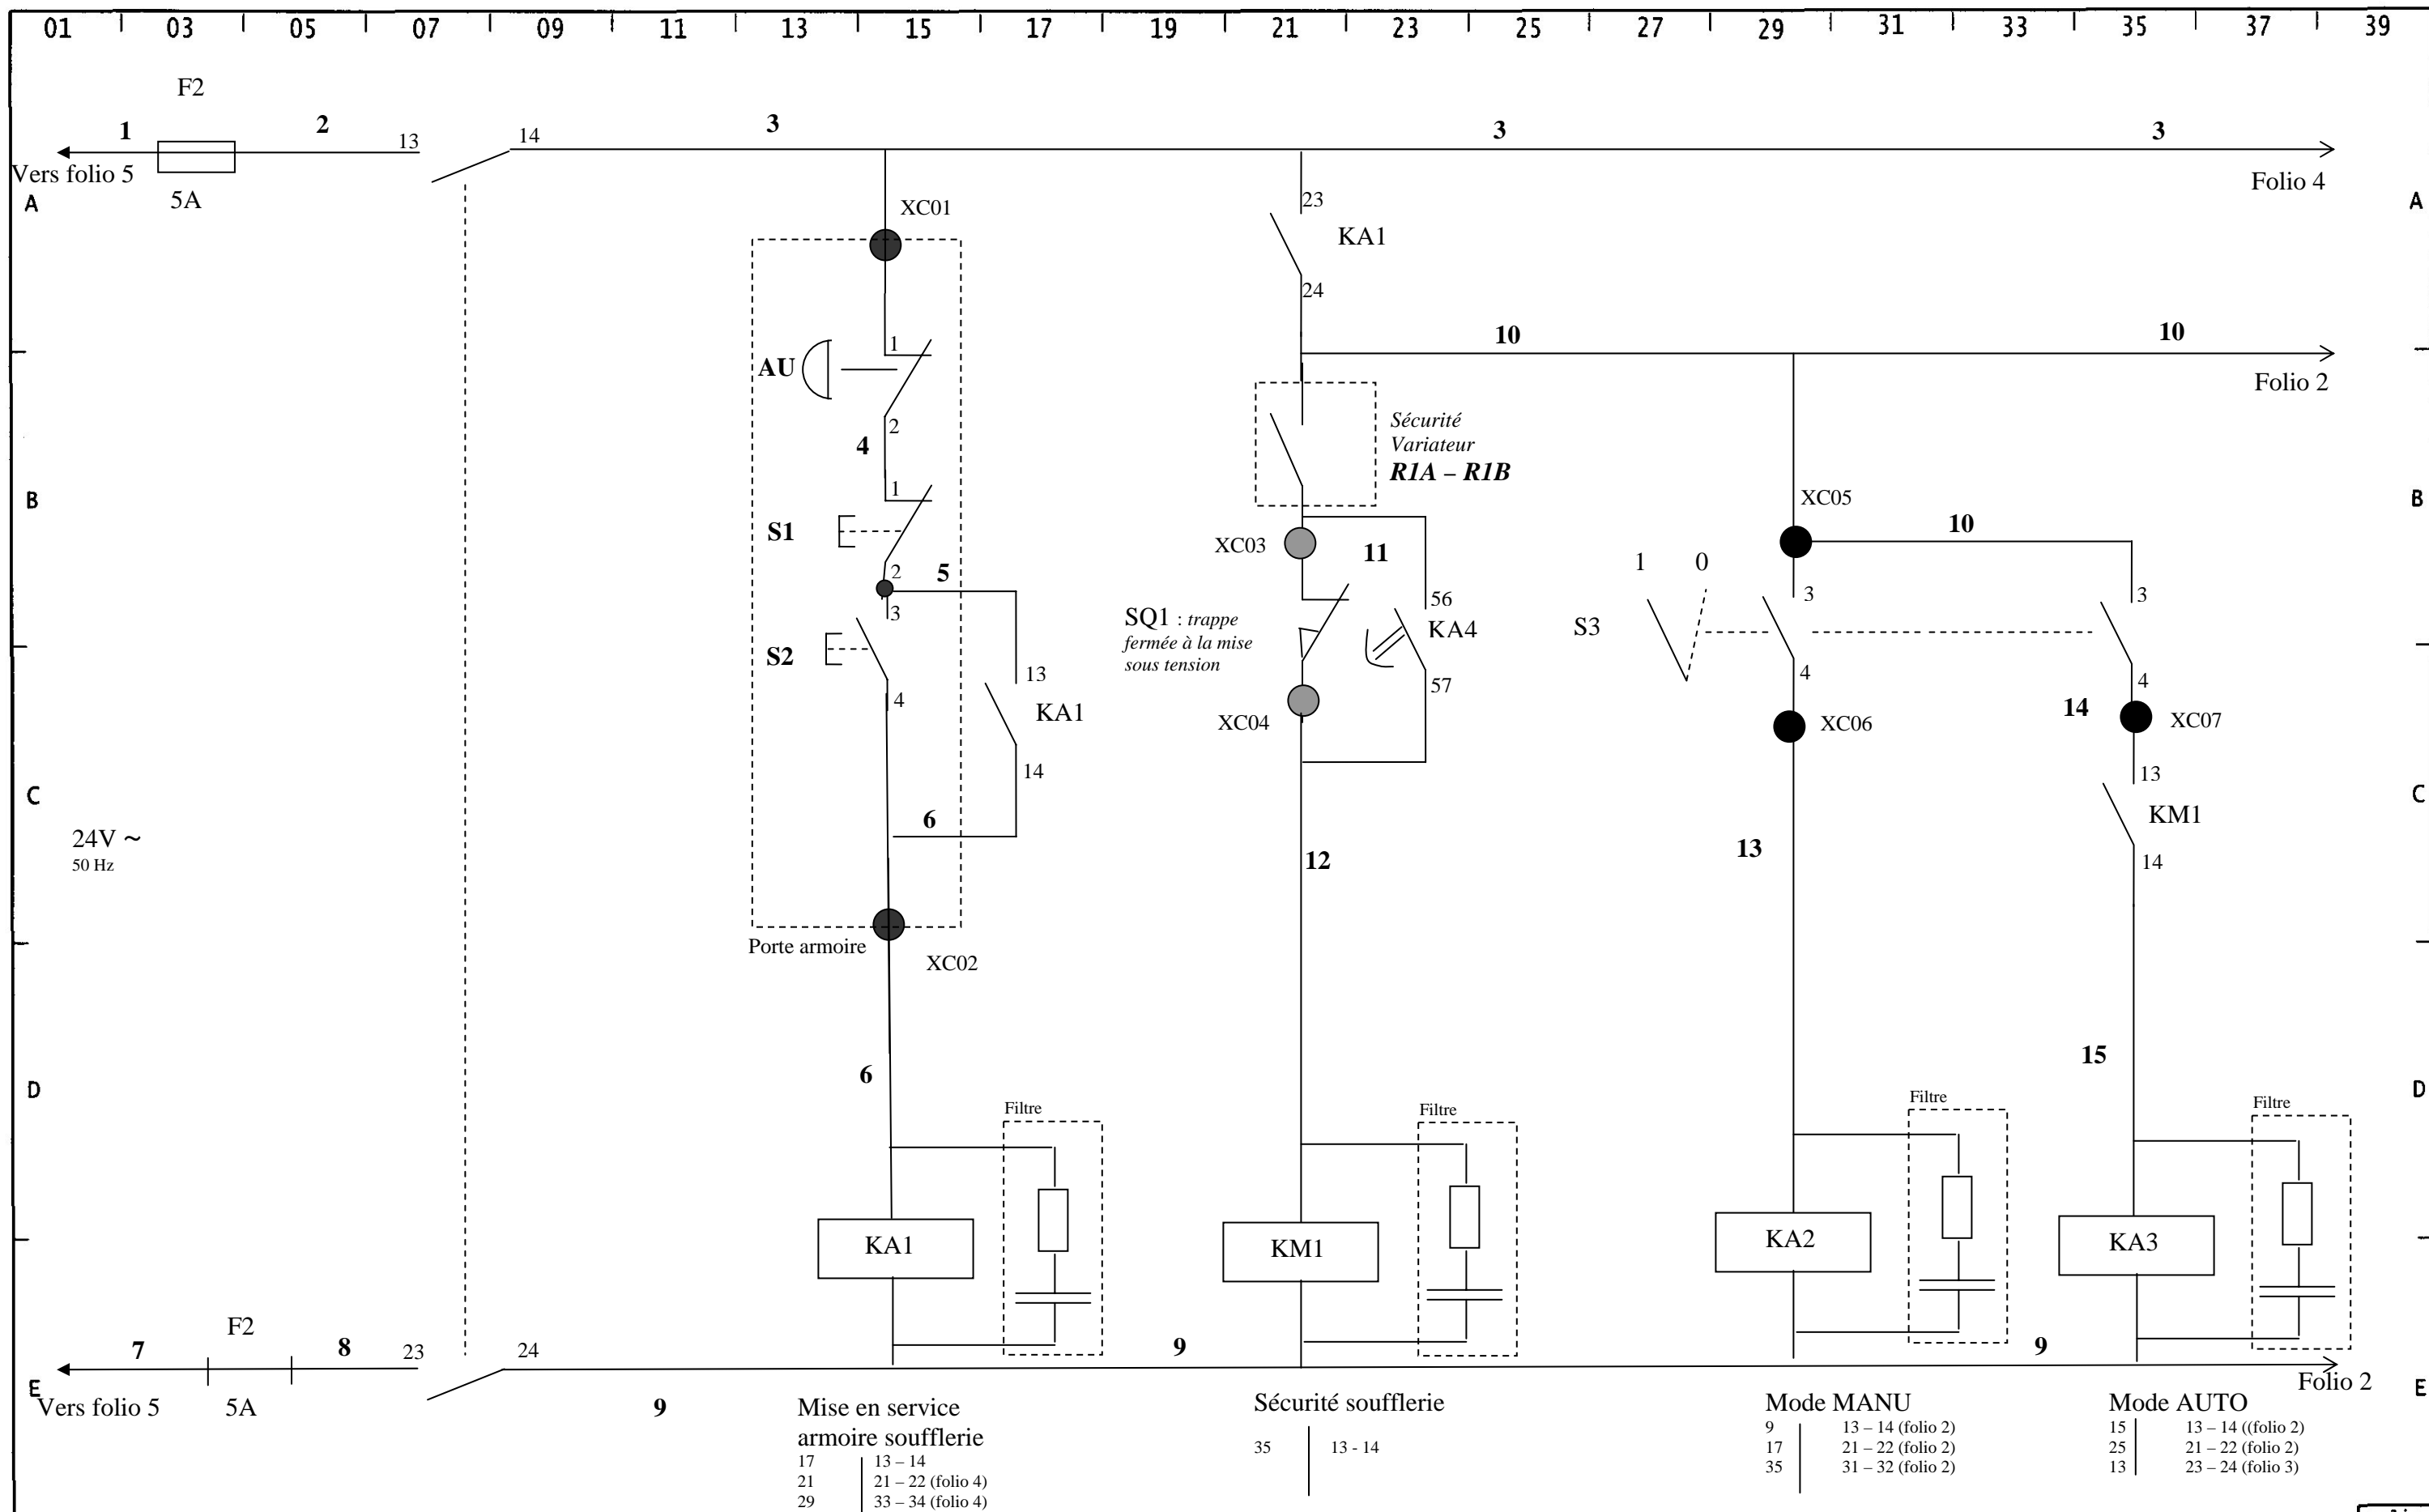 01 03 05 07 09 11 13 15 17 19 21 23 25 27 29 31 33 35 37 39
F2
1 2 13 14 3 3 3
Vers folio 5
5A
Folio 4
A A
XC01
23
KA1
24
10 10
Folio 2
1
AU
2
4
Sécurité
Variateur
R1A – R1B
B B
1
S1
2
5
XC03
11
XC05
10
1 0
3
S2
4
SQ1 : trappe
fermée à la mise
sous tension
56
KA4
57
S3
3
4
3
4
13
KA1
14
XC04
XC06
14
XC07
13
KM1
14
C C
6
24V ~
50 Hz
12
13
Porte armoire
XC02
6
15
D D
Filtre
Filtre
Filtre
Filtre
KA1
KM1
KA2
KA3
F2
7 8 23 24 9 9
Vers folio 5
5A
9
Folio 2
E E
Mise en service
armoire soufflerie
17 13 – 14
21 21 – 22 (folio 4)
29 33 – 34 (folio 4)
Sécurité soufflerie
35 13 - 14
Mode MANU
9 13 – 14 (folio 2)
17 21 – 22 (folio 2)
35 31 – 32 (folio 2)
Mode AUTO
15 13 – 14 ((folio 2)
25 21 – 22 (folio 2)
13 23 – 24 (folio 3)